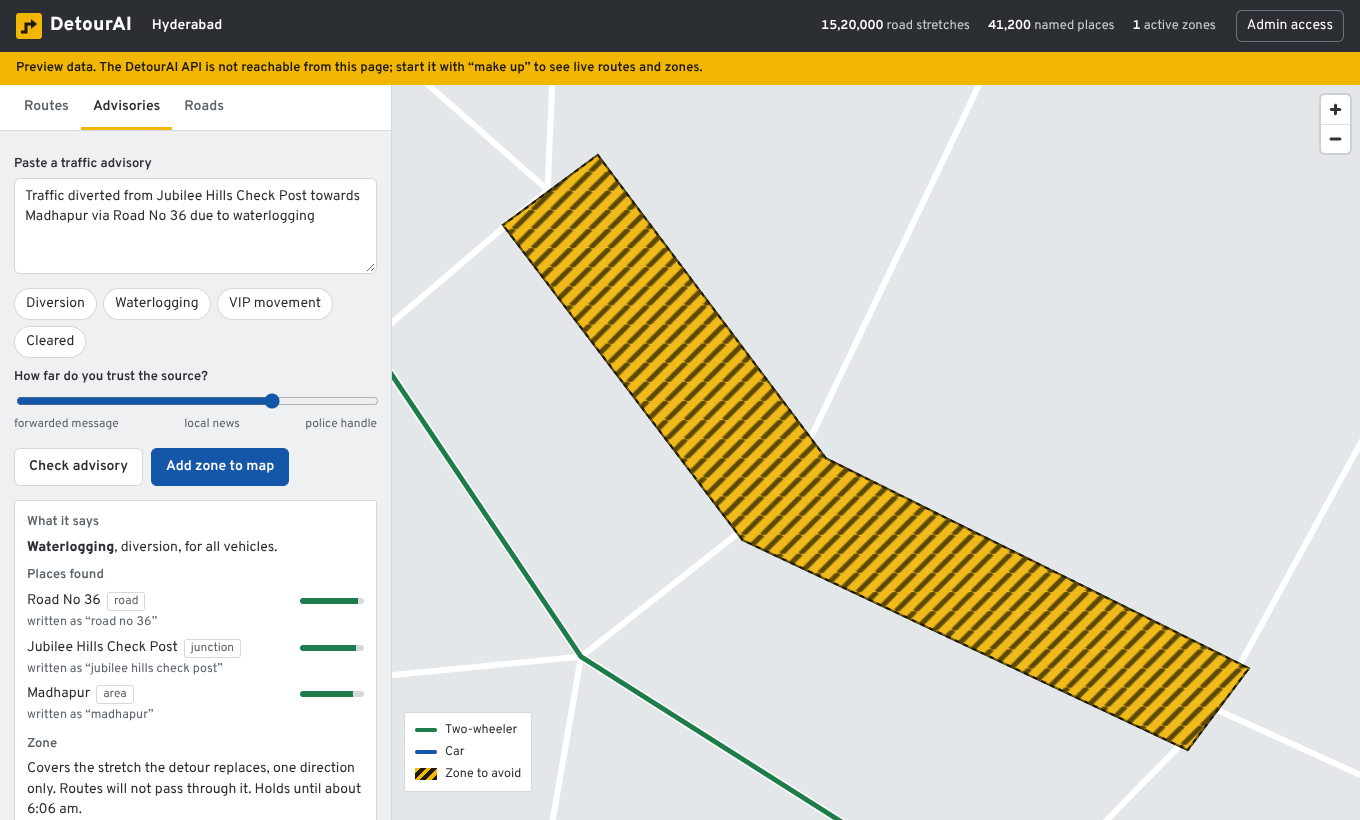 DetourAI Hyderabad 15,20,000 road stretches 41,200 named places 1 active zones Admin access
Preview data. The DetourAI API is not reachable from this page; start it with “make up” to see live routes and zones.
Routes Advisories Roads
Paste a traffic advisory
Traffic diverted from Jubilee Hills Check Post towards
Madhapur via Road No 36 due to waterlogging
Diversion Waterlogging VIP movement
Cleared
How far do you trust the source?
forwarded message local news police handle
Check advisory Add zone to map
What it says
Waterlogging, diversion, for all vehicles.
Places found
Road No 36 road
written as “road no 36”
Jubilee Hills Check Post junction
written as “jubilee hills check post”
Madhapur area
written as “madhapur”
Zone
Covers the stretch the detour replaces, one direction
only. Routes will not pass through it. Holds until about
6:06 am.
+
−
Two-wheeler
Car
Zone to avoid